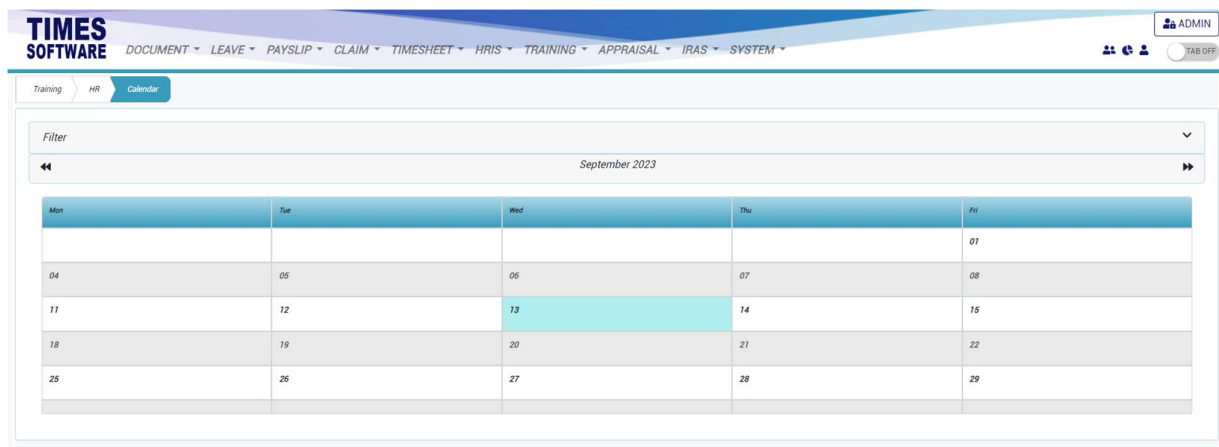 TIMES
SOFTWARE
ADMIN
DOCUMENT LEAVE PAYSLIP CLAIM TIMESHEET HRIS TRAINING APPRAISAL IRAS SYSTEM
TAB OFF
Training HR Calendar
Filter
September 2023
Mon Tue Wed Thu Fri
01
04 05 06 07 08
11 12 13 14 15
18 19 20 21 22
25 26 27 28 29